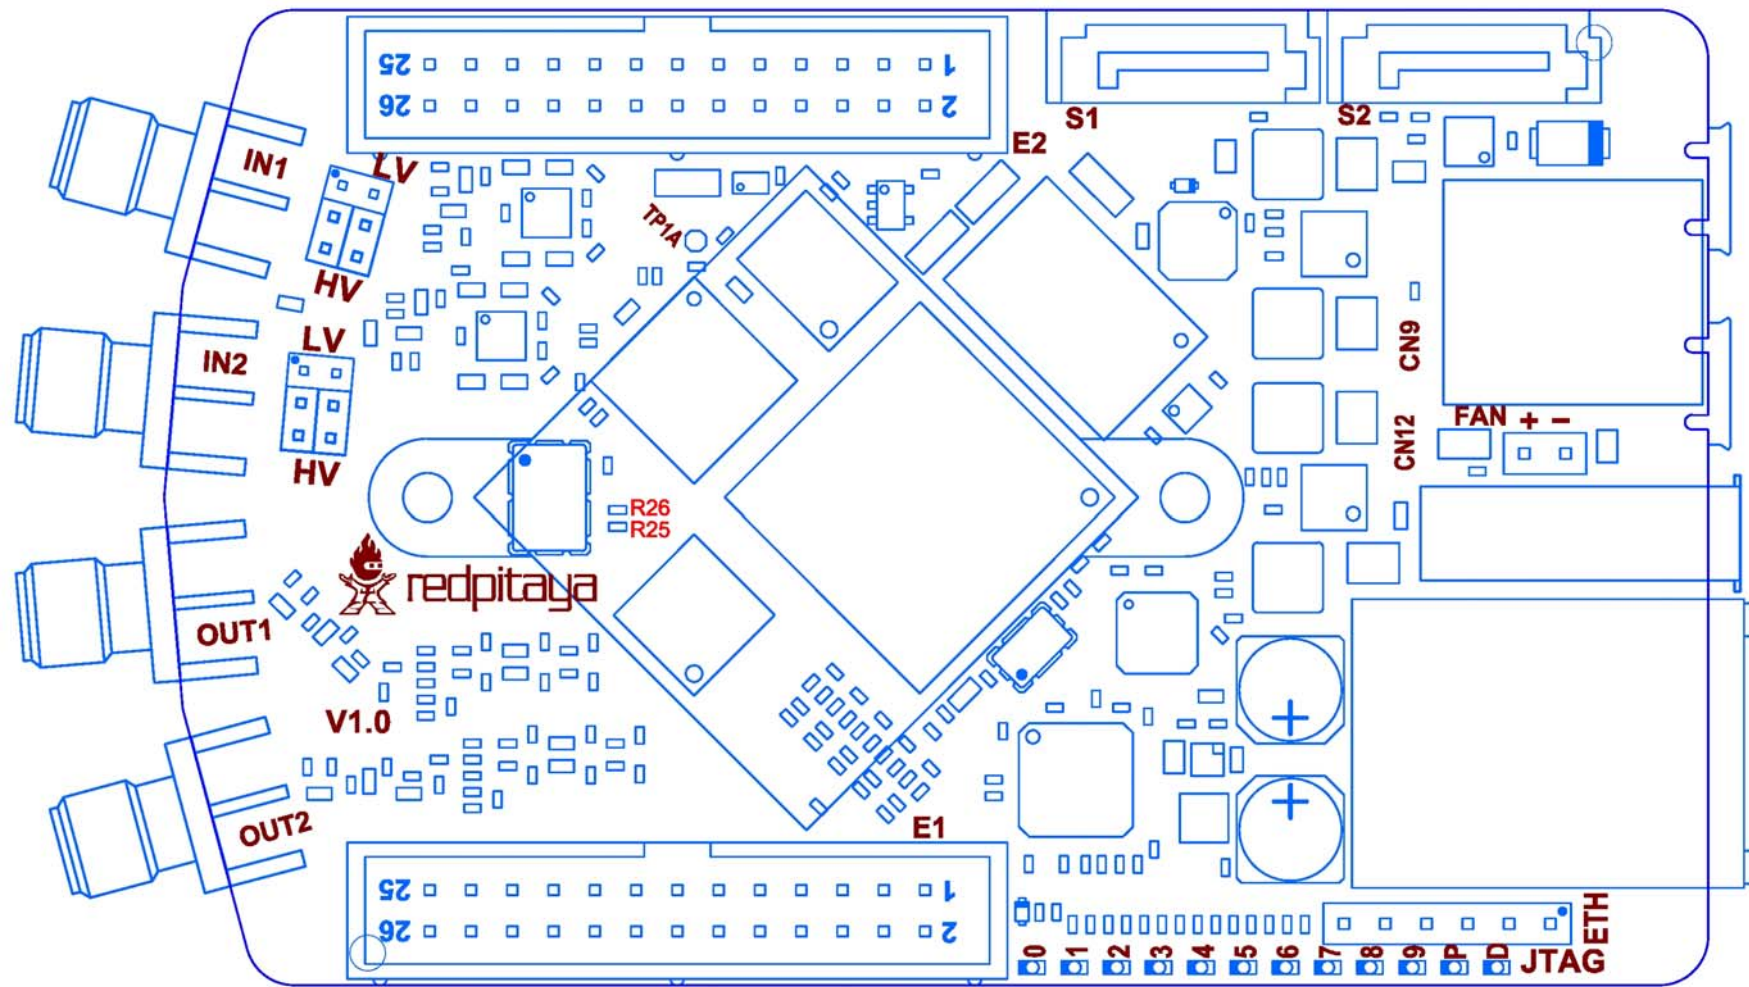 25 1
26 2
S1
S2
E2
IN1
LV
TP1A
HV
LV
IN2
CN9
FAN + −
CN12
HV
R26
R25
redpitaya
OUT1
V1.0
OUT2
E1
25 1
26 2
ETH
0 1 2 3 4 5 6 7 8 9 P D JTAG